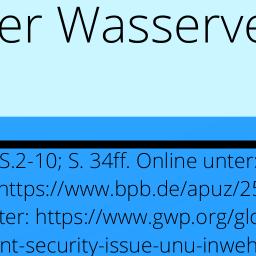 er Wasserve
S.2-10; S. 34ff. Online unter:
https://www.bpb.de/apuz/25
ter: https://www.gwp.org/glo
nt-security-issue-unu-inweh